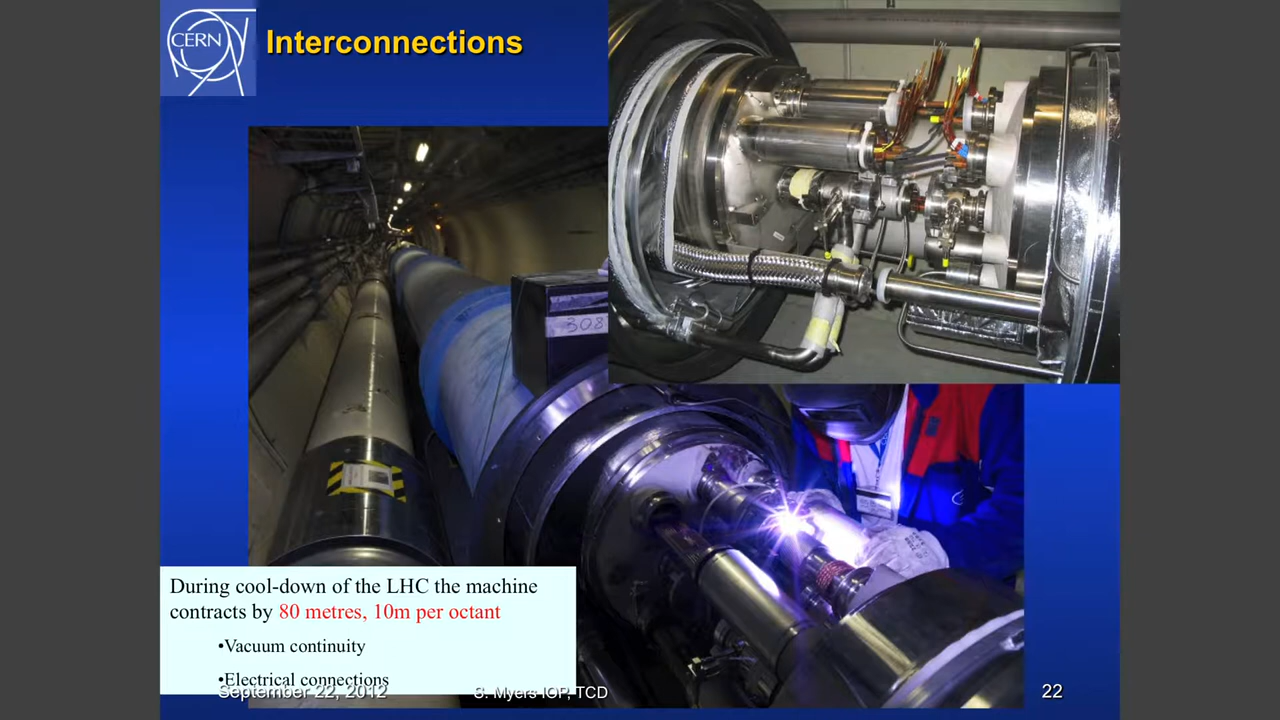 CERN
Interconnections
308
During cool-down of the LHC the machine
contracts by 80 metres, 10m per octant
•Vacuum continuity
•Electrical connections
September 22, 2012
S. Myers IOP, TCD
22